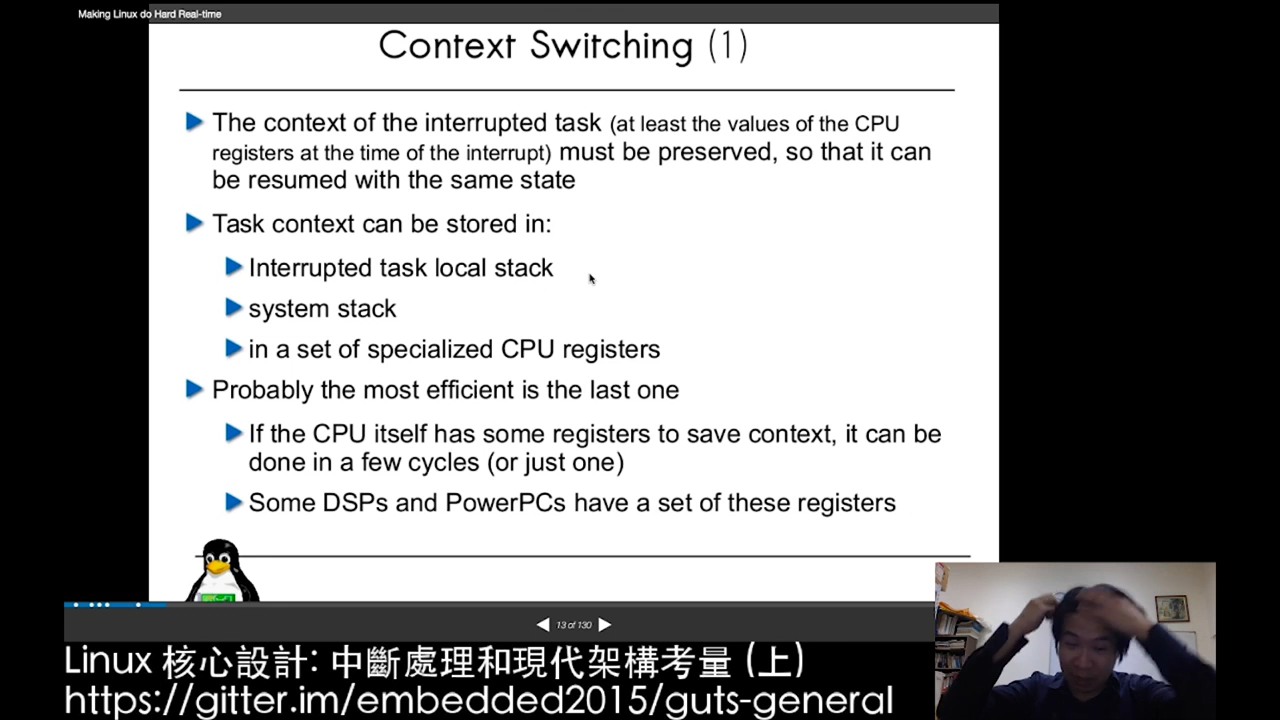 Making Linux do Hard Real-time
Context Switching (1)
The context of the interrupted task (at least the values of the CPU
registers at the time of the interrupt) must be preserved, so that it can
be resumed with the same state
Task context can be stored in:
Interrupted task local stack
system stack
in a set of specialized CPU registers
Probably the most efficient is the last one
If the CPU itself has some registers to save context, it can be
done in a few cycles (or just one)
Some DSPs and PowerPCs have a set of these registers
13 of 130
Linux 核心設計: 中斷處理和現代架構考量 (上)
https://gitter.im/embedded2015/guts-general